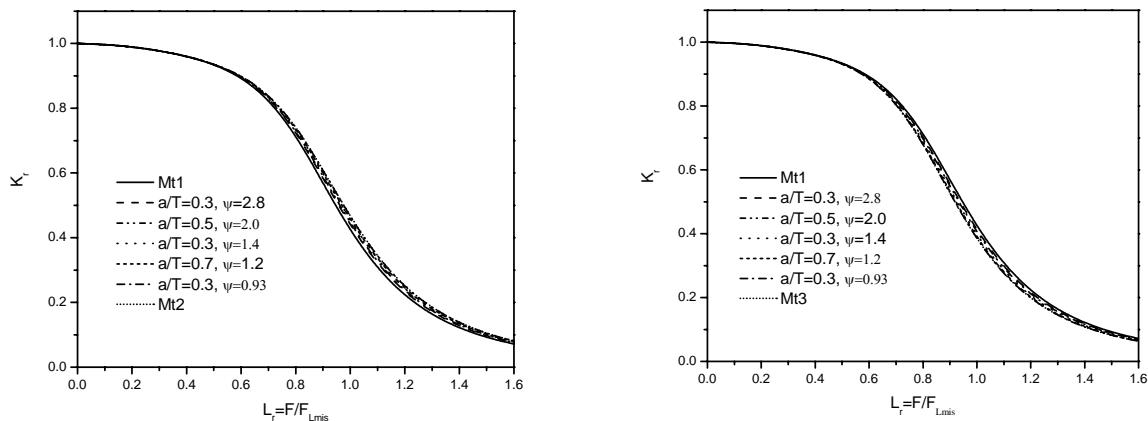 1.0
0.8
0.6
0.4
0.2
0.0
Kr
Mt1
a/T=0.3, ψ=2.8
a/T=0.5, ψ=2.0
a/T=0.3, ψ=1.4
a/T=0.7, ψ=1.2
a/T=0.3, ψ=0.93
Mt2
0.0 0.2 0.4 0.6 0.8 1.0 1.2 1.4 1.6
Lr=F/FLmis
1.0
0.8
0.6
0.4
0.2
0.0
Kr
Mt1
a/T=0.3, ψ=2.8
a/T=0.5, ψ=2.0
a/T=0.3, ψ=1.4
a/T=0.7, ψ=1.2
a/T=0.3, ψ=0.93
Mt3
0.0 0.2 0.4 0.6 0.8 1.0 1.2 1.4 1.6
Lr=F/FLmis